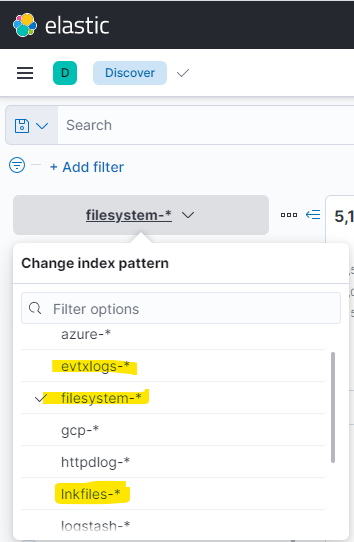 elastic
D Discover
Search
+ Add filter
filesystem-*
5,1
Change index pattern
Filter options
azure-*
evtxlogs-*
filesystem-*
gcp-*
httpdlog-*
lnkfiles-*
logstash-*